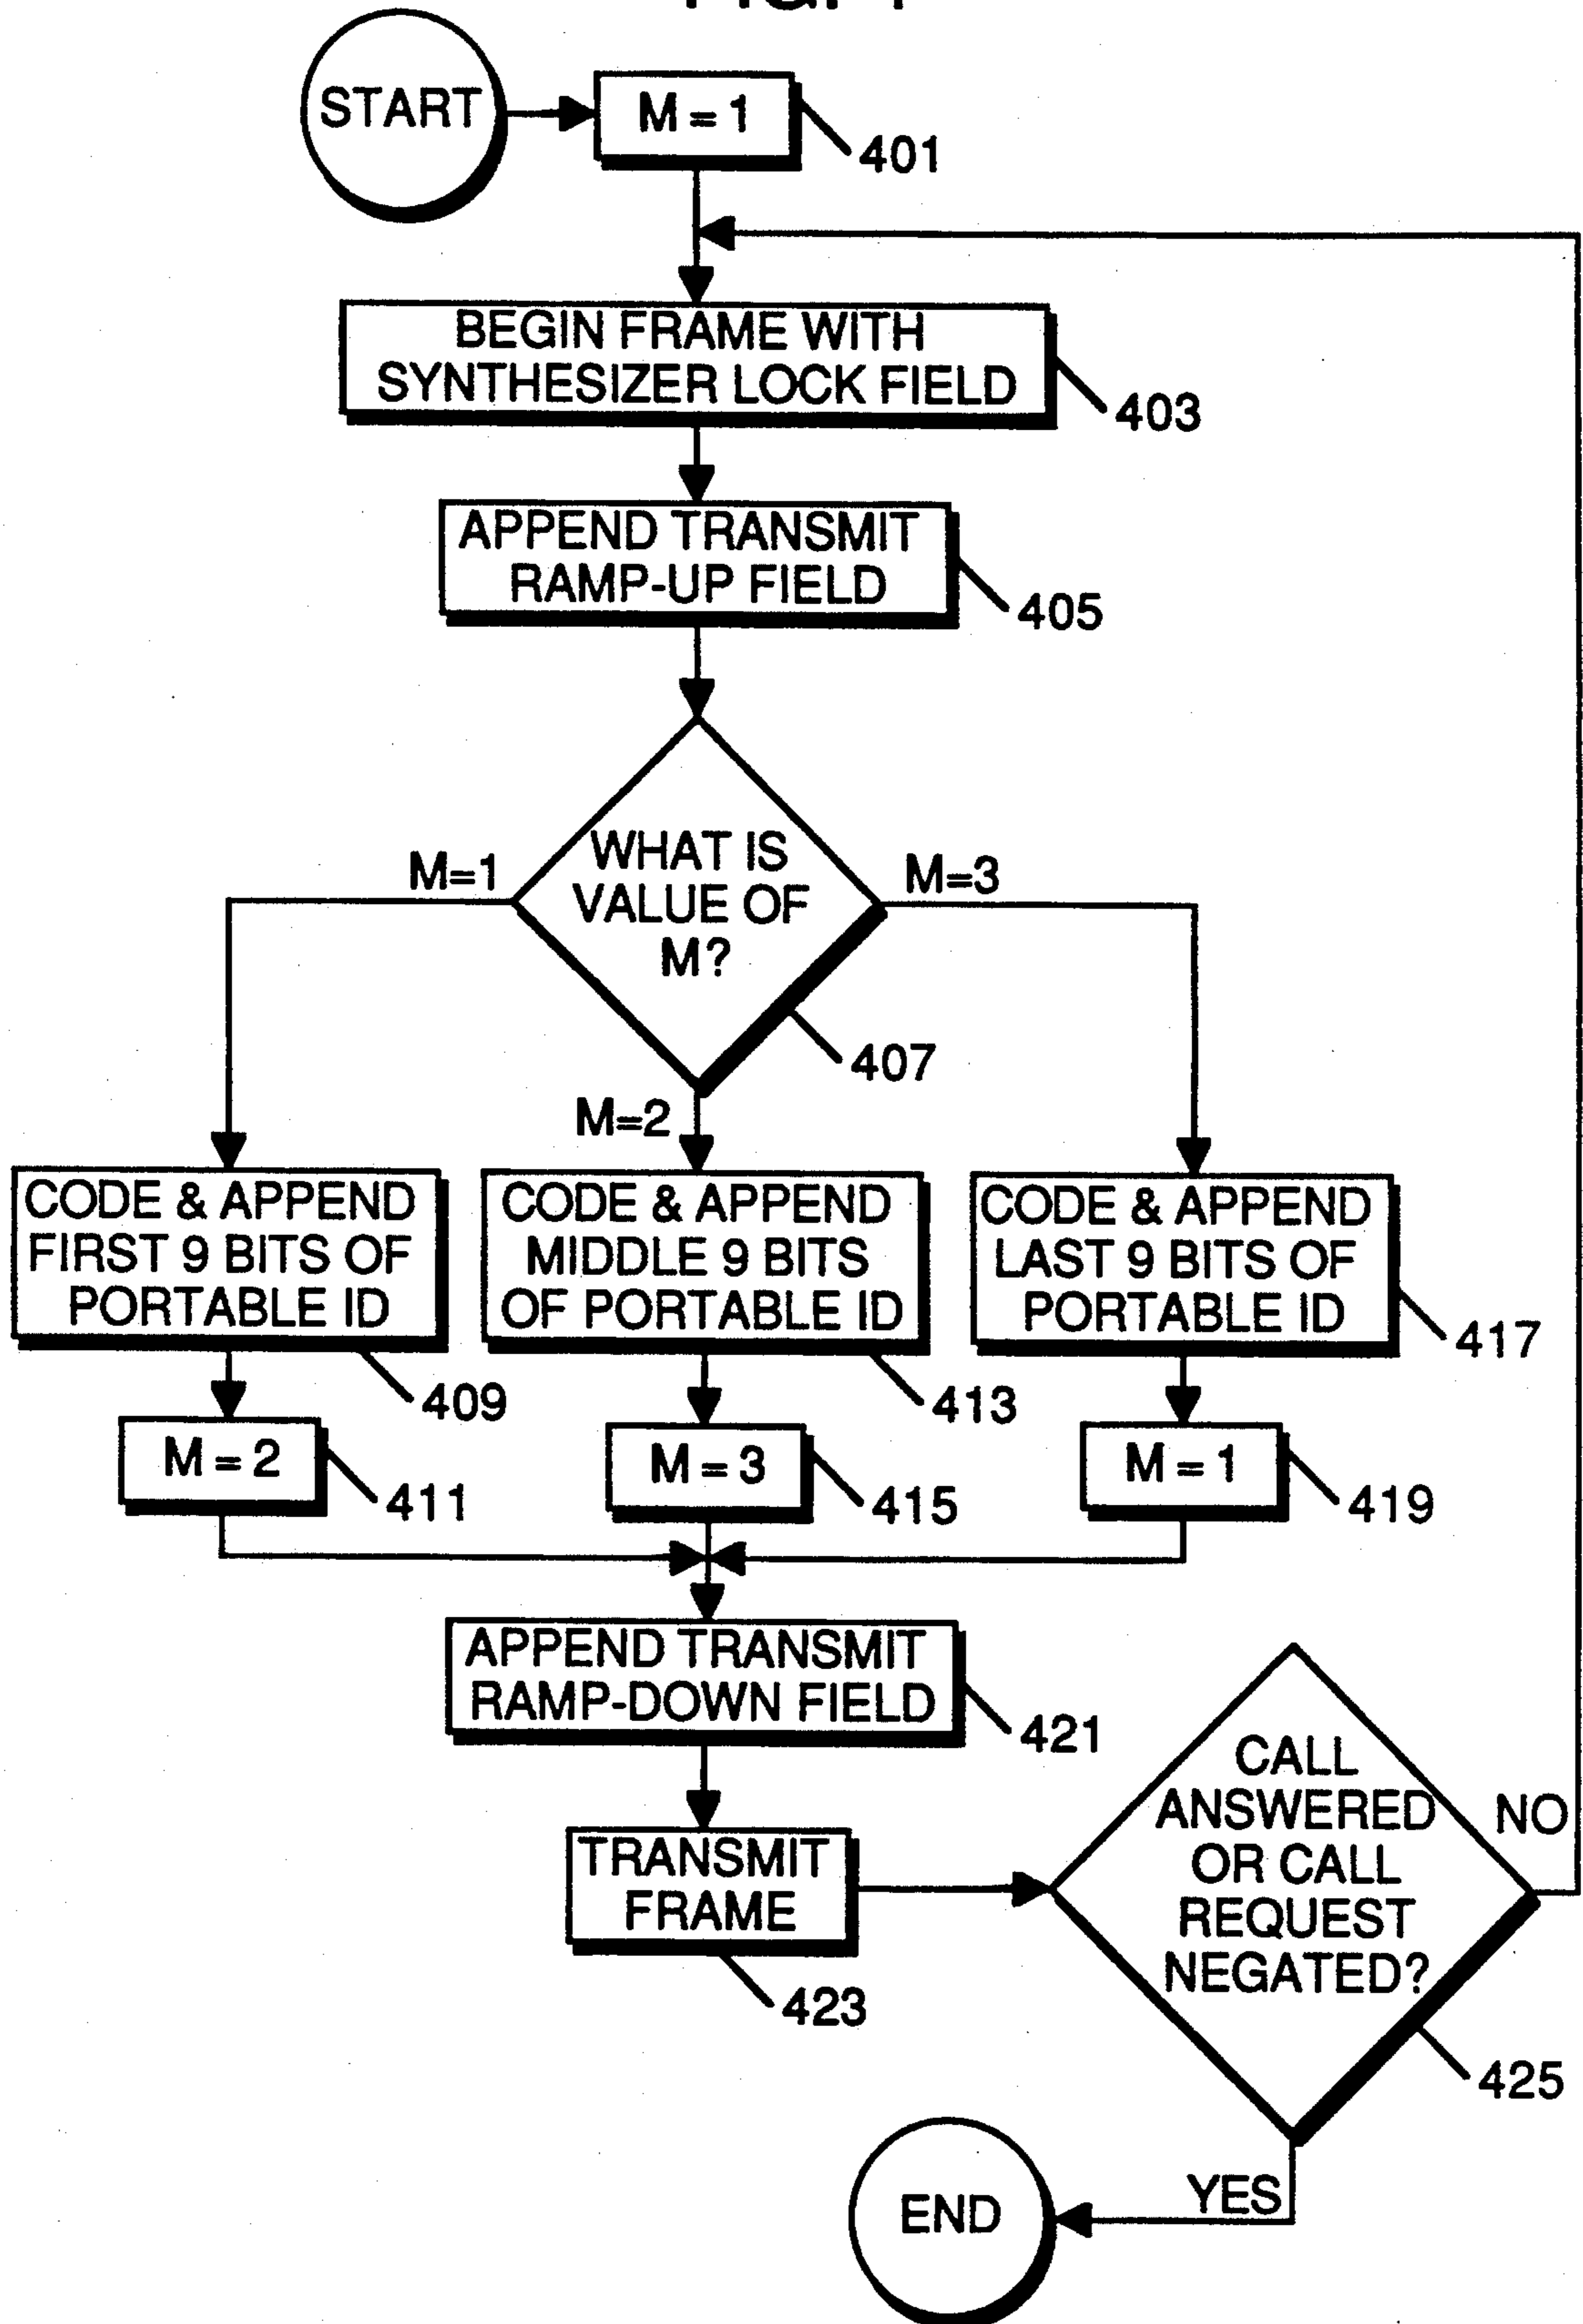 START
M = 1
401
BEGIN FRAME WITH
SYNTHESIZER LOCK FIELD
403
APPEND TRANSMIT
RAMP-UP FIELD
405
WHAT IS
VALUE OF
M?
407
M=1
M=2
M=3
CODE & APPEND
FIRST 9 BITS OF
PORTABLE ID
409
CODE & APPEND
MIDDLE 9 BITS
OF PORTABLE ID
413
CODE & APPEND
LAST 9 BITS OF
PORTABLE ID
417
M = 2
411
M = 3
415
M = 1
419
APPEND TRANSMIT
RAMP-DOWN FIELD
421
TRANSMIT
FRAME
423
CALL
ANSWERED
OR CALL
REQUEST
NEGATED?
425
NO
YES
END